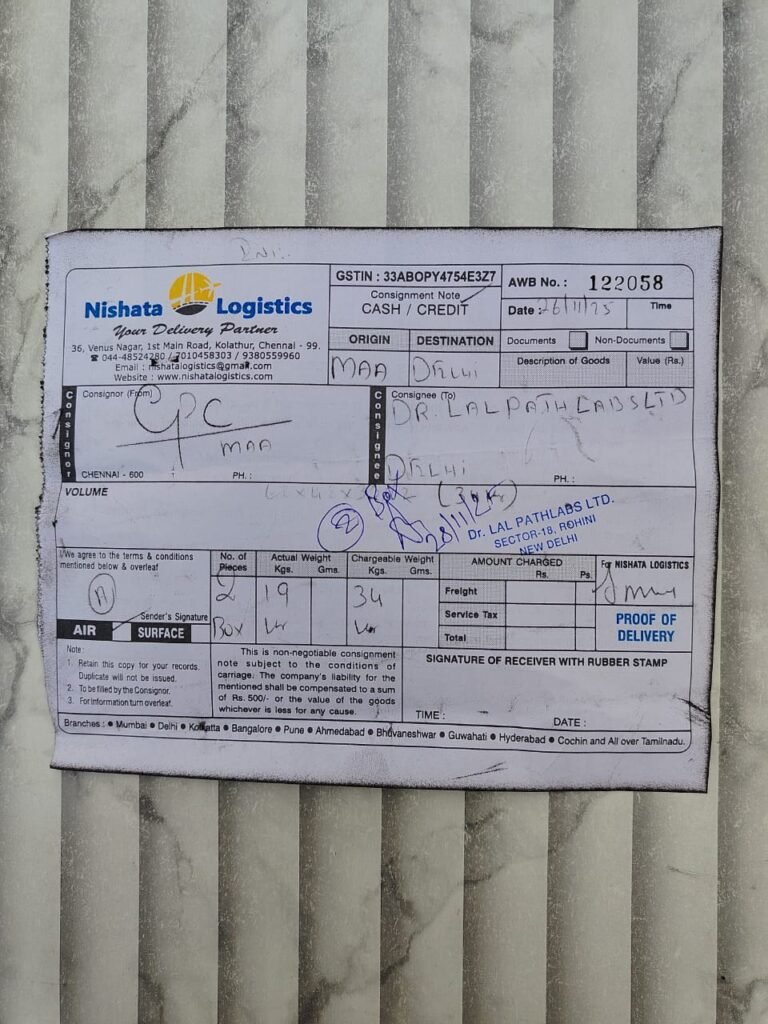 Nishata Logistics
Your Delivery Partner
36, Venus Nagar, 1st Main Road, Kolathur, Chennai - 99.
☎ 044-48524280 / 7010458303 / 9380559960
Email : nishatalogistics@gmail.com
Website : www.nishatalogistics.com
GSTIN : 33ABOPY4754E3Z7
Consignment Note
CASH / CREDIT
ORIGIN DESTINATION
MAA DELHI
AWB No. : 122058
Date : 26/11/25 Time
Documents Non-Documents
Description of Goods Value (Rs.)
Consignor
Consignor (From)
CPC
MAA
CHENNAI - 600 PH. :
Consignee
Consignee (To)
DR. LAL PATH LABS LTD
DELHI
PH. :
VOLUME
2 Box
28/11/25
Dr. LAL PATHLABS LTD.
SECTOR-18, ROHINI
NEW DELHI
I/We agree to the terms & conditions
mentioned below & overleaf
A
Sender's Signature
AIR SURFACE
No. of Pieces
2
Box
Actual Weight
Kgs. Gms.
19
Chargeable Weight
Kgs. Gms.
34
AMOUNT CHARGED
Rs. Ps.
Freight
Service Tax
Total
For NISHATA LOGISTICS
PROOF OF
DELIVERY
Note :
1. Retain this copy for your records.
Duplicate will not be issued.
2. To be filled by the Consignor.
3. For information turn overleaf.
This is non-negotiable consignment
note subject to the conditions of
carriage. The company's liability for the
mentioned shall be compensated to a sum
of Rs. 500/- or the value of the goods
whichever is less for any cause.
SIGNATURE OF RECEIVER WITH RUBBER STAMP
TIME : DATE :
Branches : ● Mumbai ● Delhi ● Kolkatta ● Bangalore ● Pune ● Ahmedabad ● Bhuvaneshwar ● Guwahati ● Hyderabad ● Cochin and All over Tamilnadu.